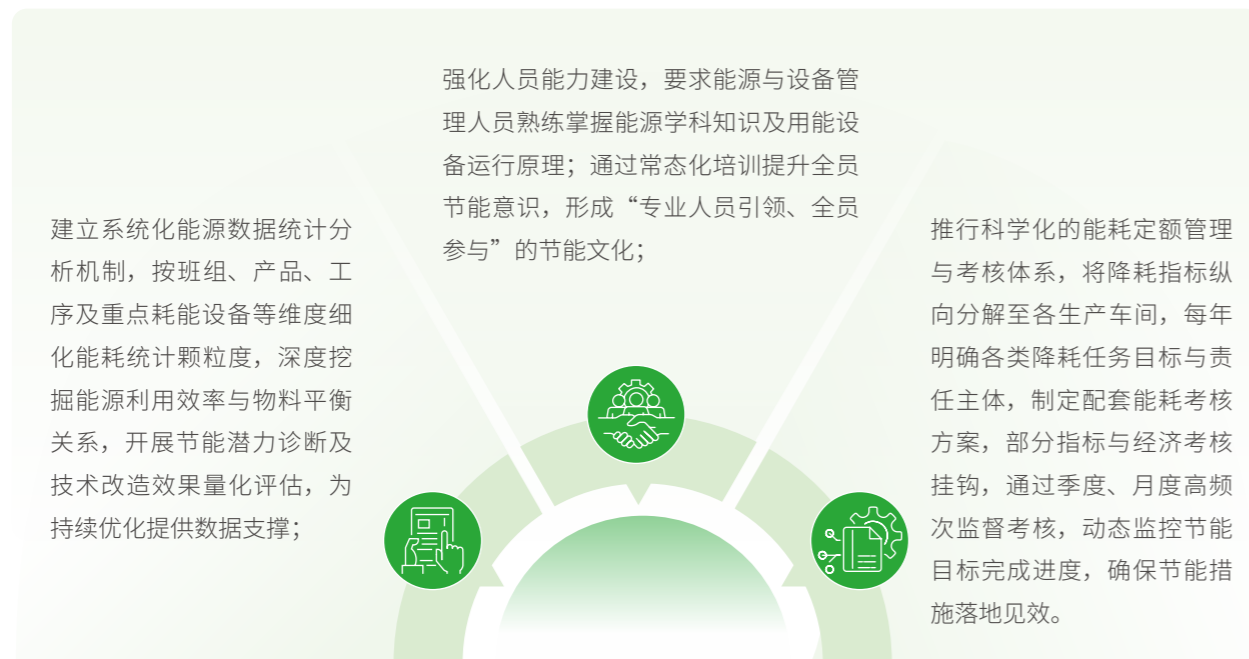 建立系统化能源数据统计分
析机制，按班组、产品、工
序及重点耗能设备等维度细
化能耗统计颗粒度，深度挖
掘能源利用效率与物料平衡
关系，开展节能潜力诊断及
技术改造效果量化评估，为
持续优化提供数据支撑；
强化人员能力建设，要求能源与设备管
理人员熟练掌握能源学科知识及用能设
备运行原理；通过常态化培训提升全员
节能意识，形成“专业人员引领、全员
参与”的节能文化；
推行科学化的能耗定额管理
与考核体系，将降耗指标纵
向分解至各生产车间，每年
明确各类降耗任务目标与责
任主体，制定配套能耗考核
方案，部分指标与经济考核
挂钩，通过季度、月度高频
次监督考核，动态监控节能
目标完成进度，确保节能措
施落地见效。